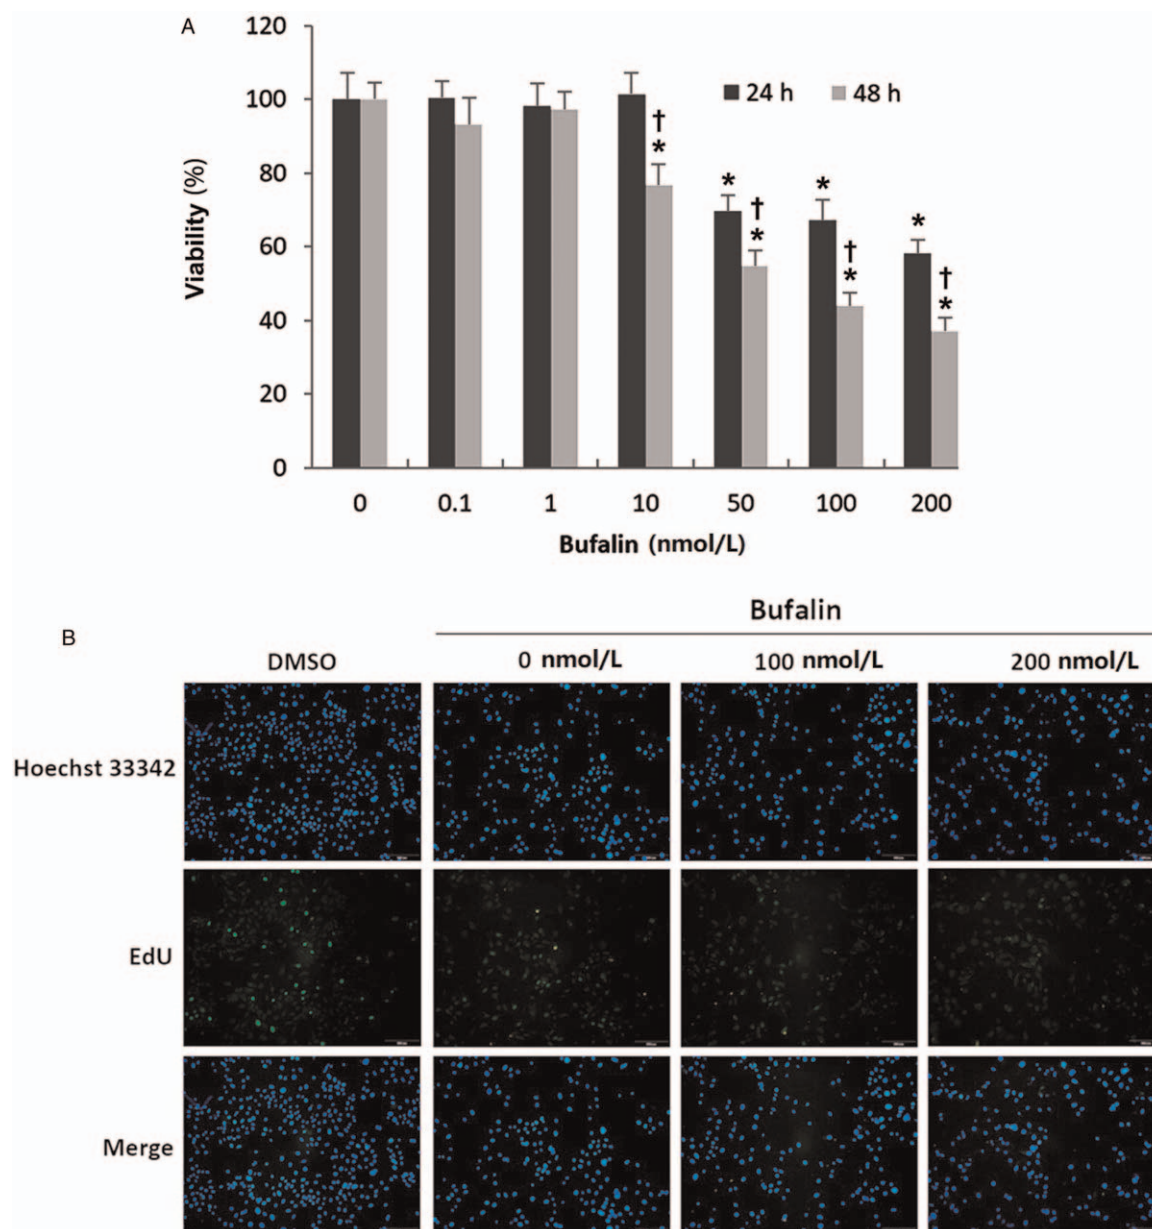 A
120
100
80
60
40
20
0
Viability (%)
24 h
48 h
†
*
*
†
*
*
†
*
*
†
*
0 0.1 1 10 50 100 200
Bufalin (nmol/L)
B
Bufalin
DMSO 0 nmol/L 100 nmol/L 200 nmol/L
Hoechst 33342
EdU
Merge